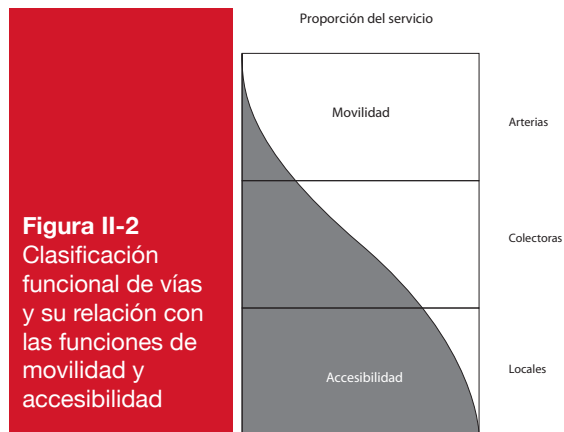 Proporción del servicio
Movilidad
Arterias
Colectoras
Accesibilidad
Locales
Figura II-2
Clasificación
funcional de vías
y su relación con
las funciones de
movilidad y
accesibilidad